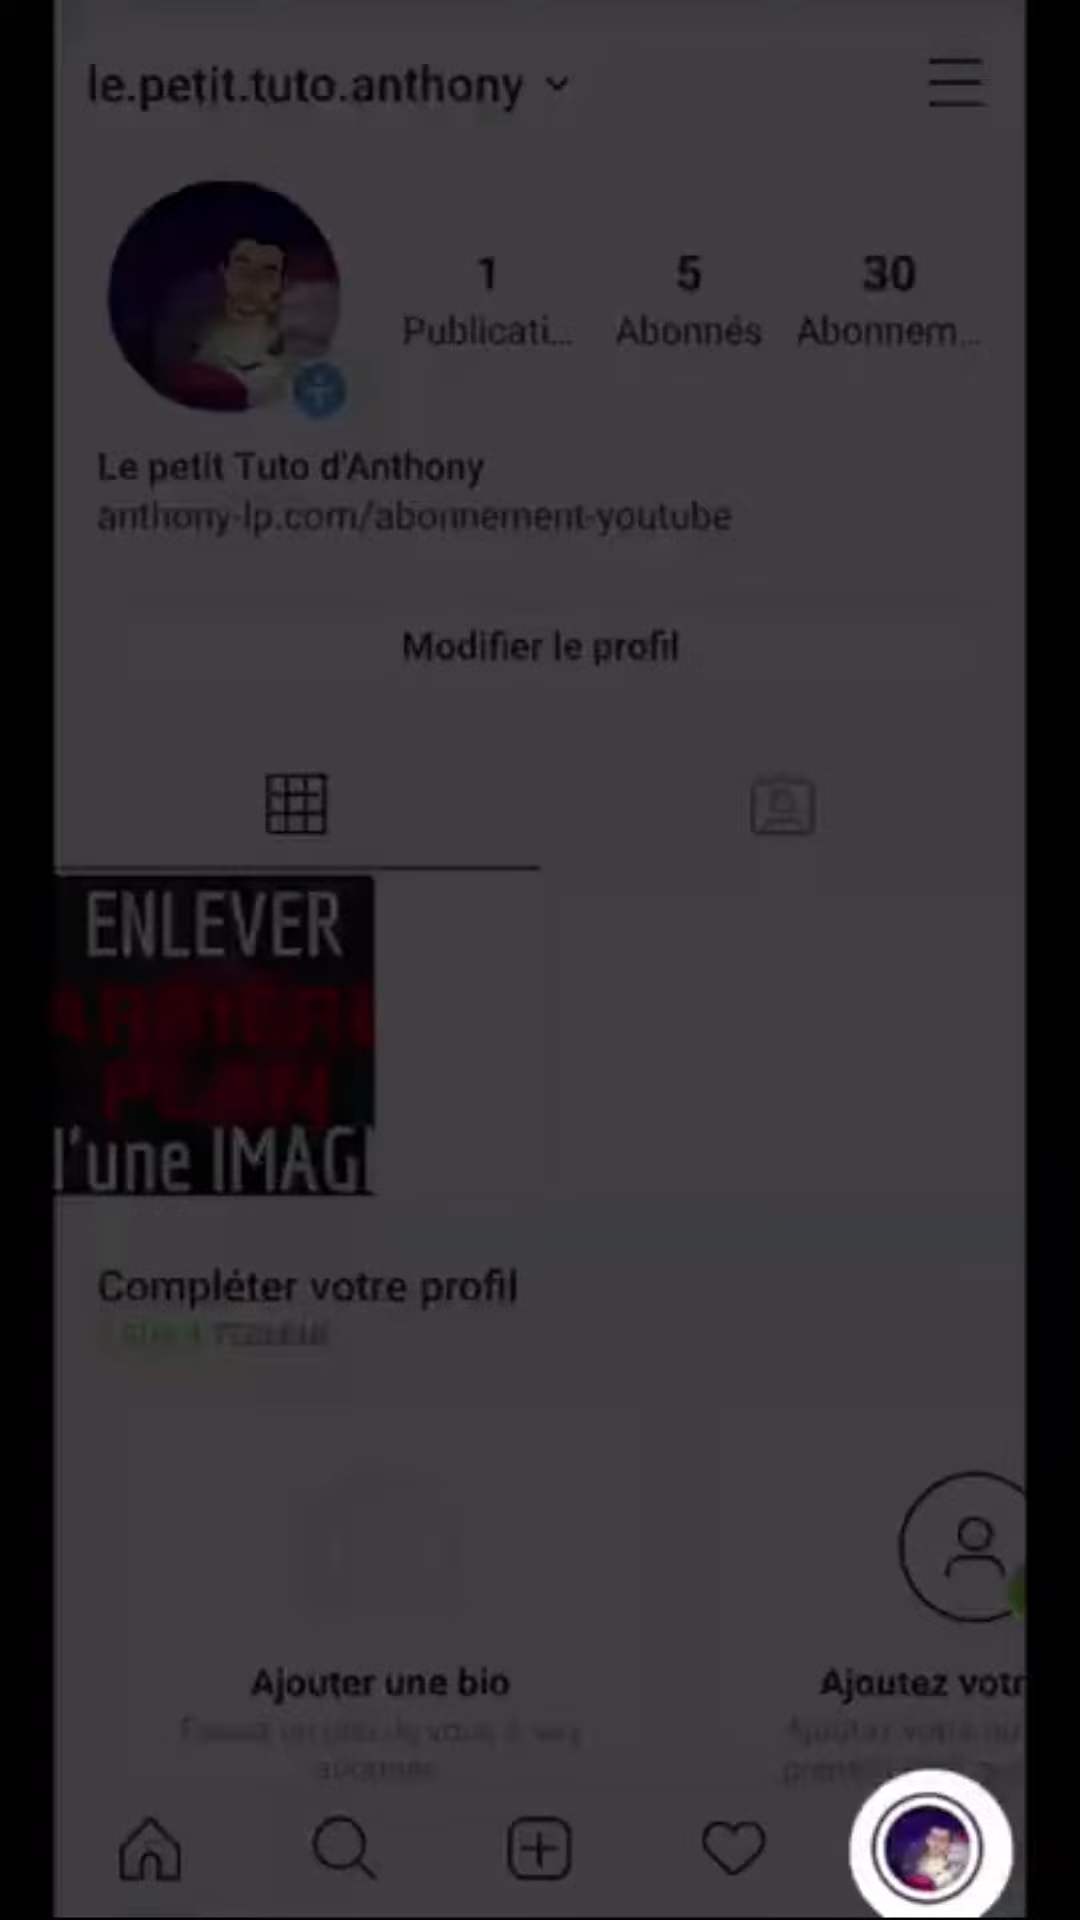 le.petit.tuto.anthony
1
5
30
Publicati...
Abonnés
Abonnem...
Le petit Tuto d'Anthony
anthony-lp.com/abonnement-youtube
Modifier le profil
ENLEVER
PLAN
l'une IMAG
Compléter votre profil
Ajouter une bio
Ajoutez votr